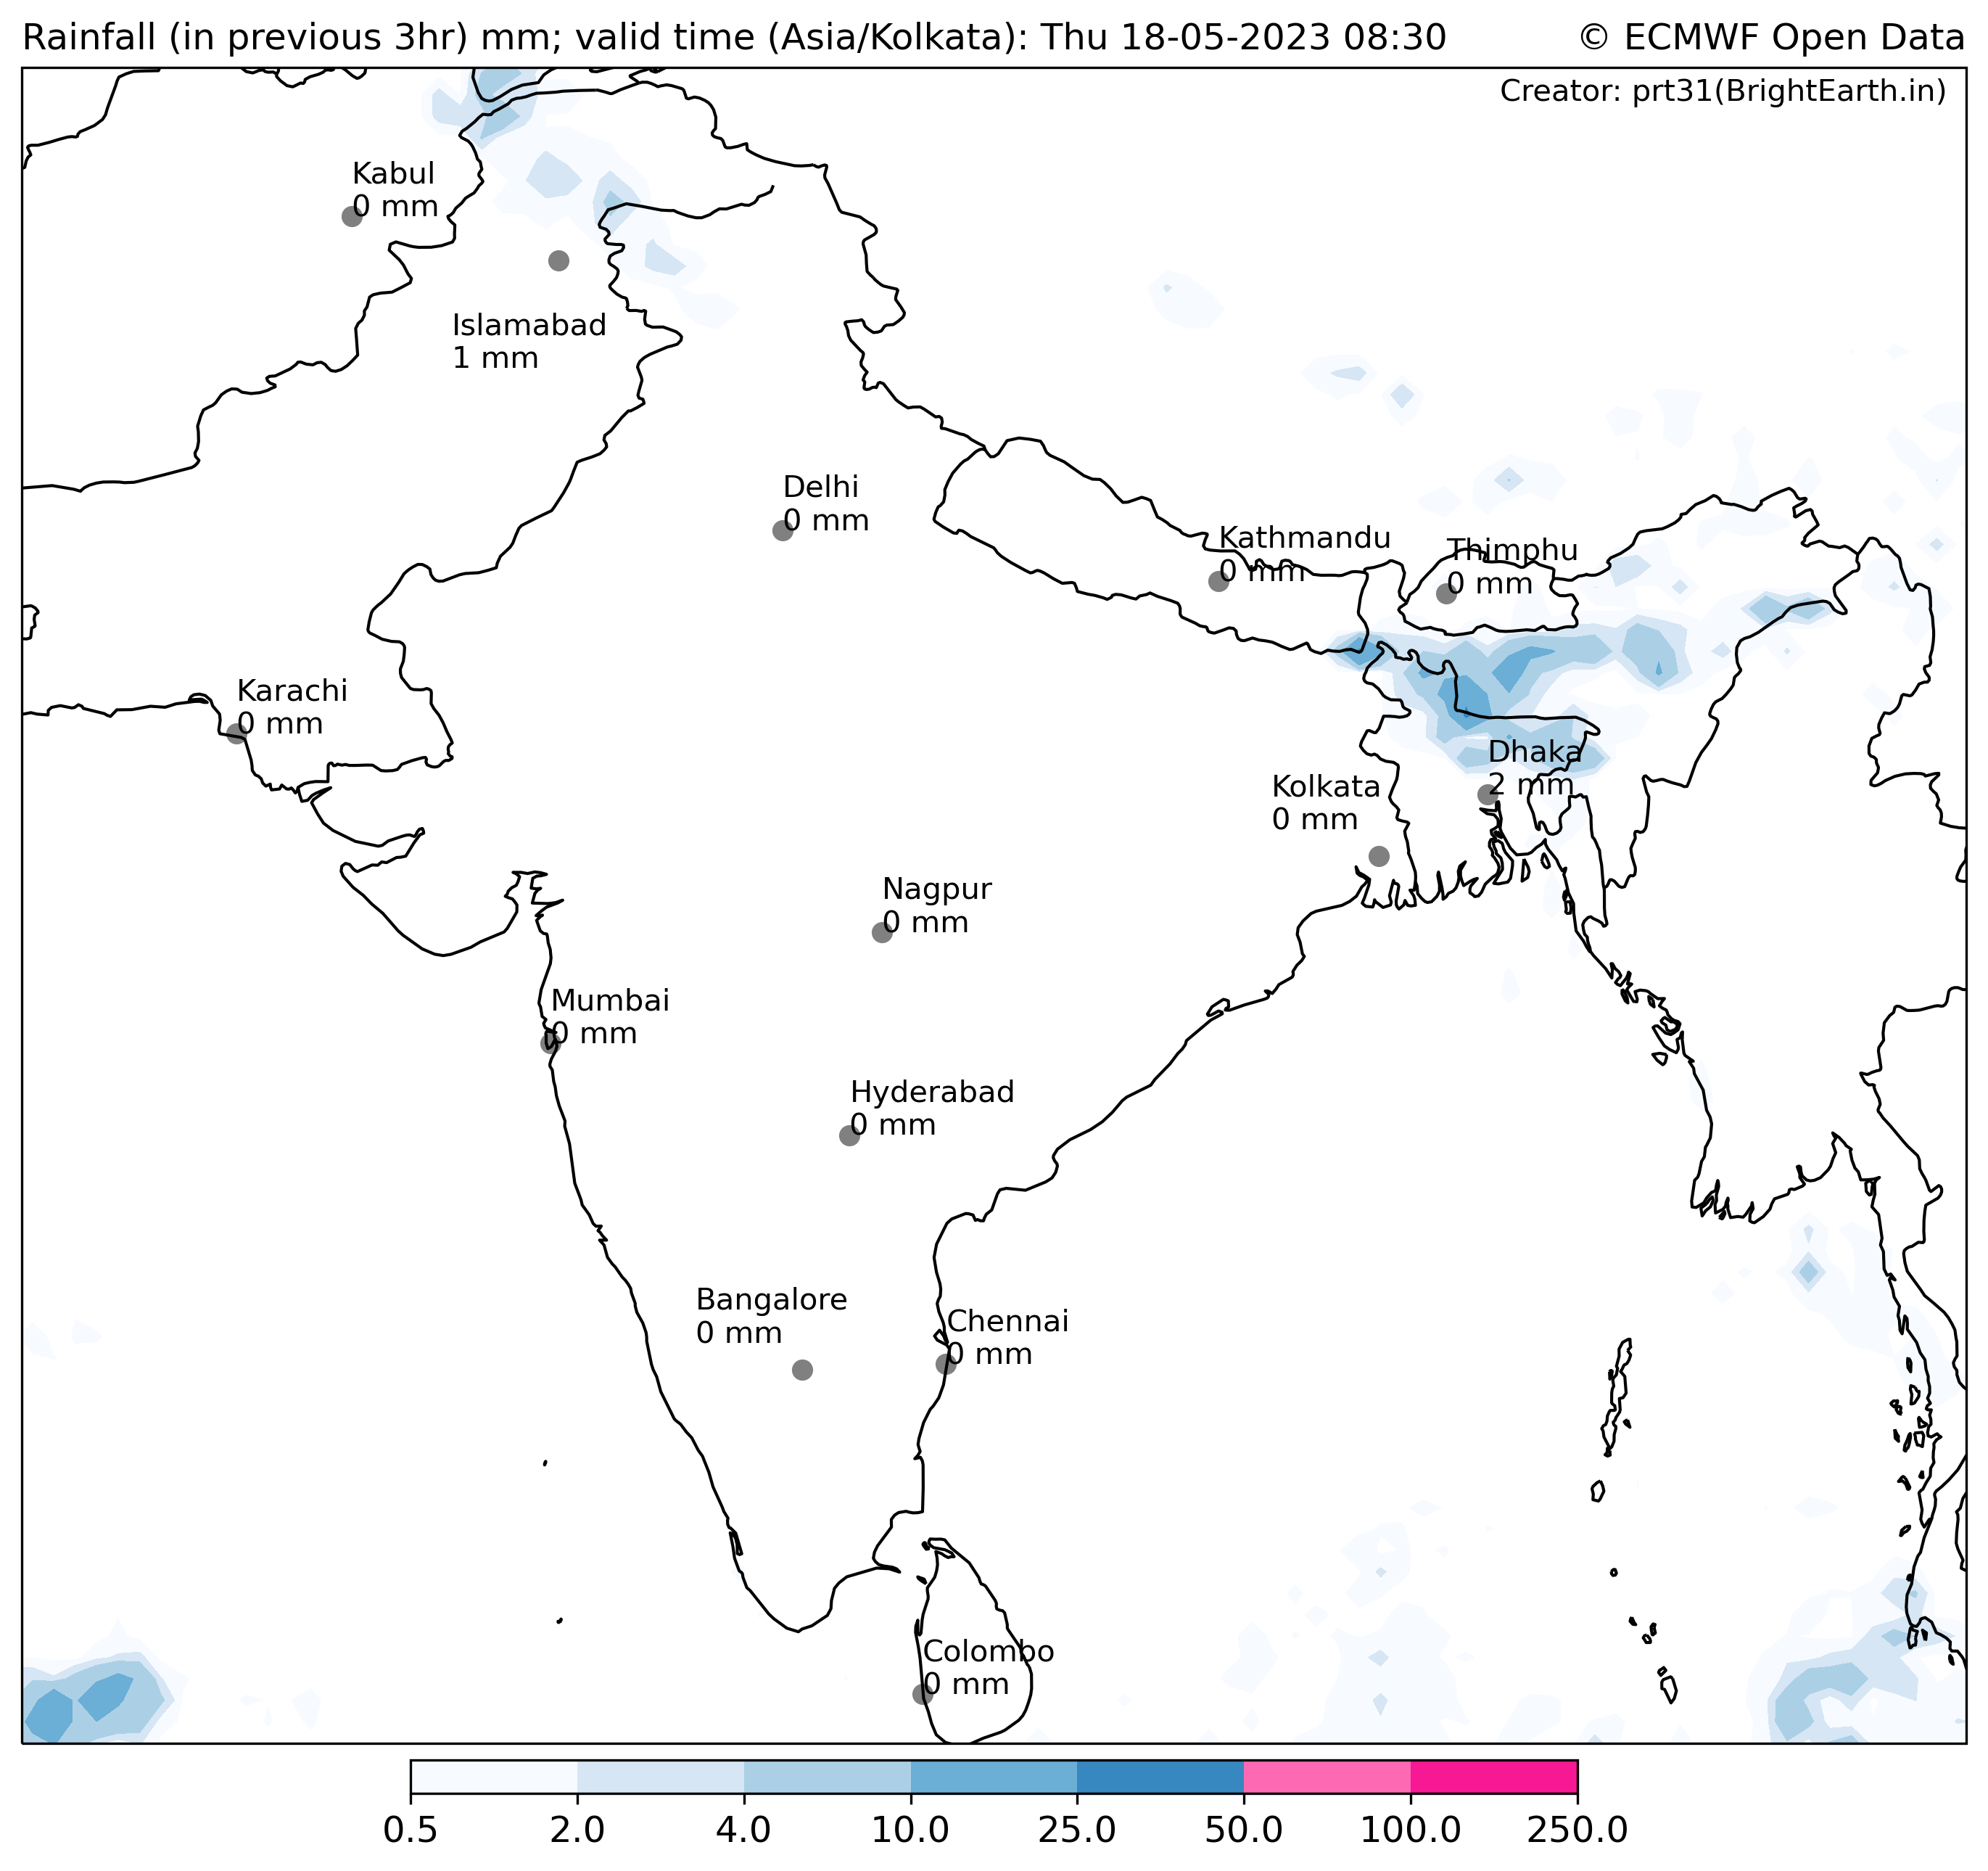 Rainfall (in previous 3hr) mm; valid time (Asia/Kolkata): Thu 18-05-2023 08:30
© ECMWF Open Data
Creator: prt31(BrightEarth.in)
Kabul
0 mm
Islamabad
1 mm
Delhi
0 mm
Kathmandu
0 mm
Thimphu
0 mm
Karachi
0 mm
Dhaka
2 mm
Kolkata
0 mm
Nagpur
0 mm
Mumbai
0 mm
Hyderabad
0 mm
Bangalore
0 mm
Chennai
0 mm
Colombo
0 mm
0.5 2.0 4.0 10.0 25.0 50.0 100.0 250.0